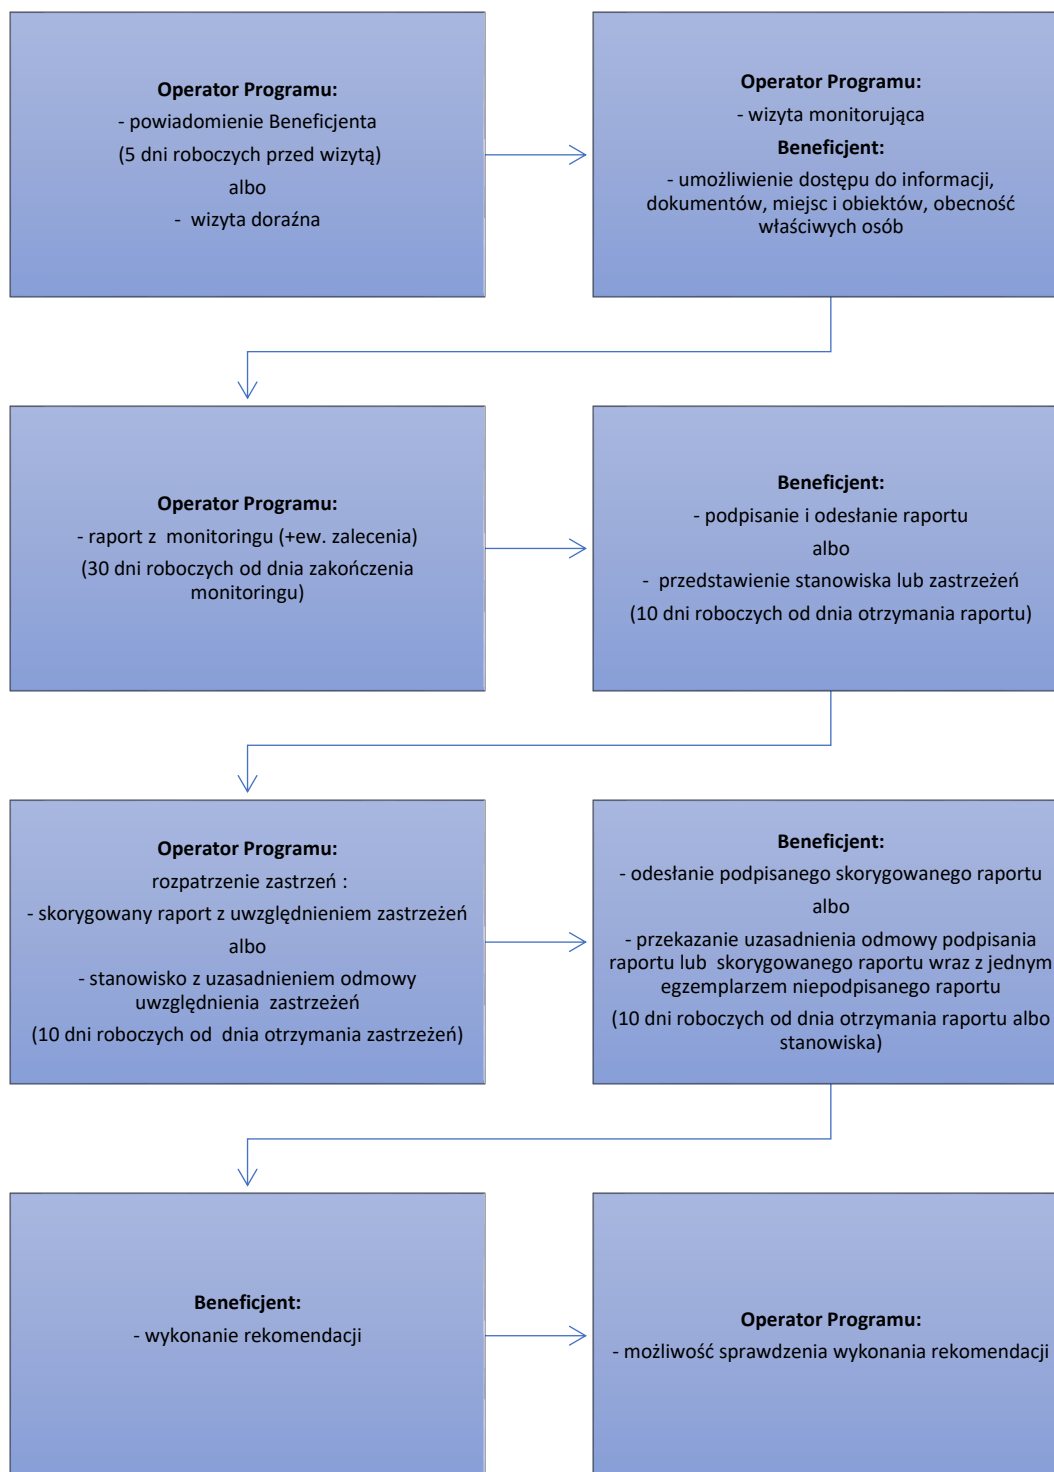 Operator Programu:
- powiadomienie Beneficjenta
(5 dni roboczych przed wizytą)
albo
- wizyta doraźna
Operator Programu:
- wizyta monitorująca
Beneficjent:
- umożliwienie dostępu do informacji,
dokumentów, miejsc i obiektów, obecność
właściwych osób
Operator Programu:
- raport z monitoringu (+ew. zalecenia)
(30 dni roboczych od dnia zakończenia
monitoringu)
Beneficjent:
- podpisanie i odesłanie raportu
albo
- przedstawienie stanowiska lub zastrzeżeń
(10 dni roboczych od dnia otrzymania raportu)
Operator Programu:
rozpatrzenie zastrzeń :
- skorygowany raport z uwzględnieniem zastrzeżeń
albo
- stanowisko z uzasadnieniem odmowy
uwzględnienia zastrzeżeń
(10 dni roboczych od dnia otrzymania zastrzeżeń)
Beneficjent:
- odesłanie podpisanego skorygowanego raportu
albo
- przekazanie uzasadnienia odmowy podpisania
raportu lub skorygowanego raportu wraz z jednym
egzemplarzem niepodpisanego raportu
(10 dni roboczych od dnia otrzymania raportu albo
stanowiska)
Beneficjent:
- wykonanie rekomendacji
Operator Programu:
- możliwość sprawdzenia wykonania rekomendacji